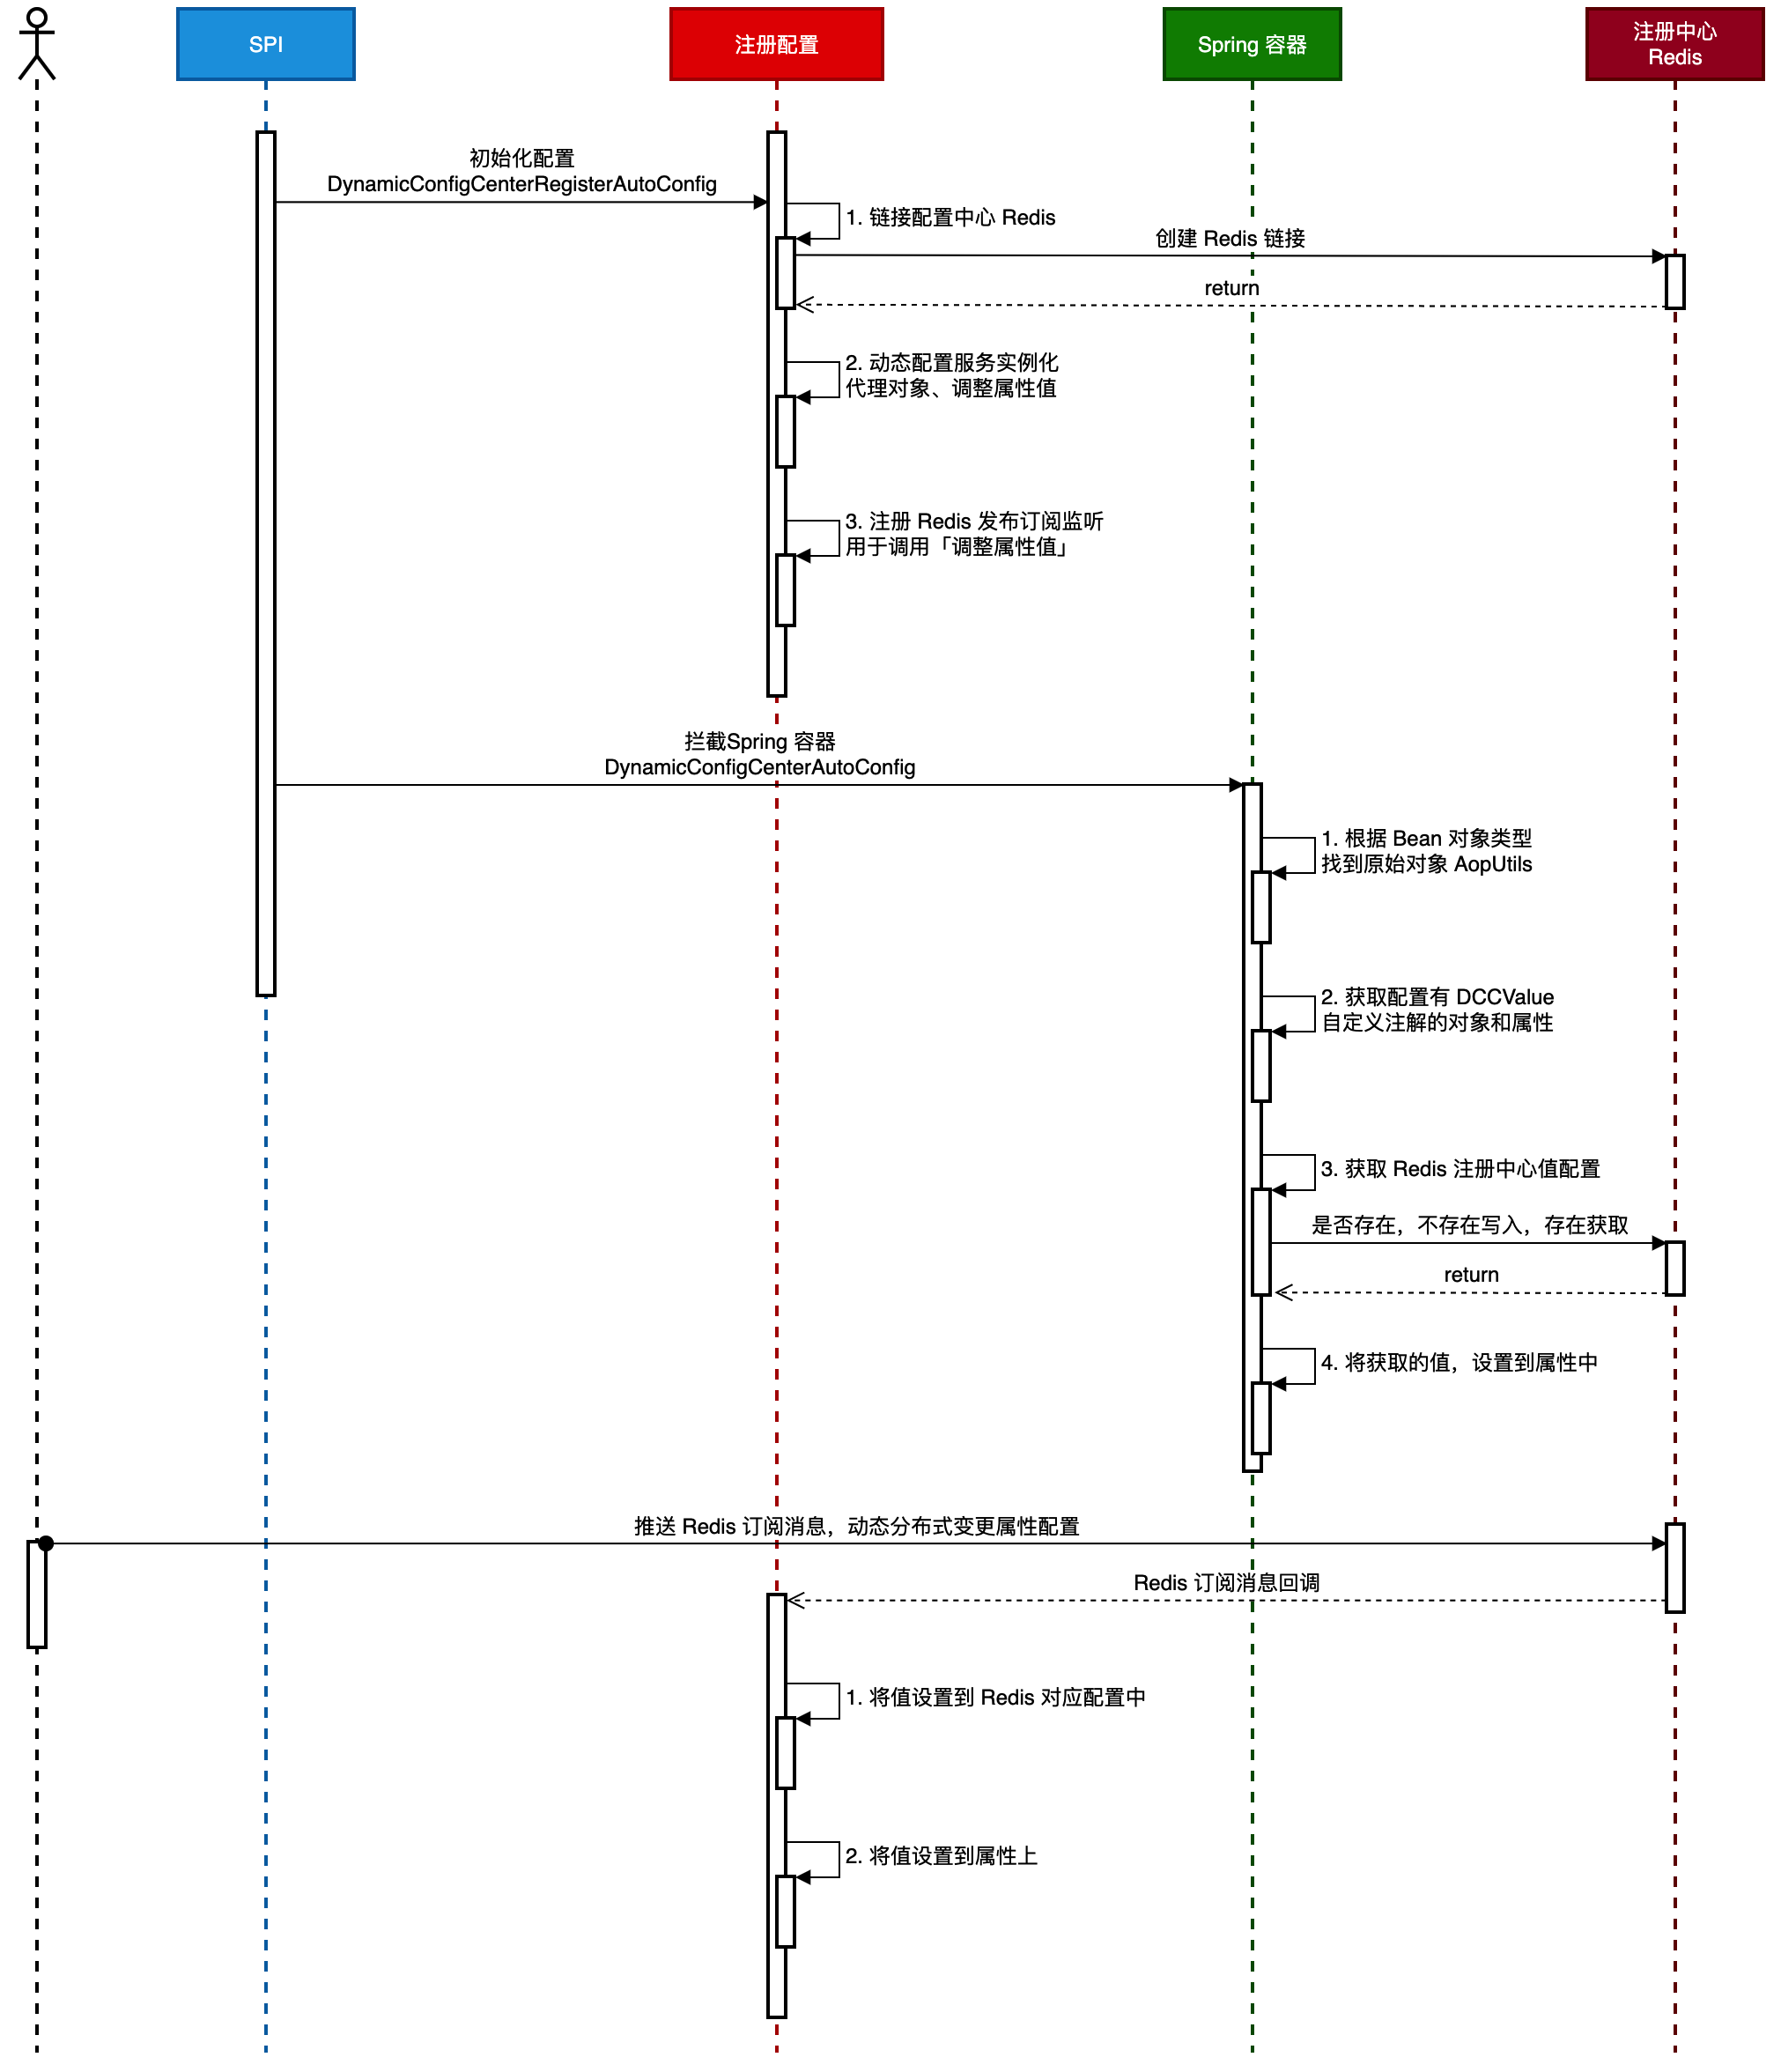 SPI
注册配置
Spring 容器
注册中心
Redis
初始化配置
DynamicConfigCenterRegisterAutoConfig
1. 链接配置中心 Redis
创建 Redis 链接
return
2. 动态配置服务实例化
代理对象、调整属性值
3. 注册 Redis 发布订阅监听
用于调用「调整属性值」
拦截Spring 容器
DynamicConfigCenterAutoConfig
1. 根据 Bean 对象类型
找到原始对象 AopUtils
2. 获取配置有 DCCValue
自定义注解的对象和属性
3. 获取 Redis 注册中心值配置
是否存在，不存在写入，存在获取
return
4. 将获取的值，设置到属性中
推送 Redis 订阅消息，动态分布式变更属性配置
Redis 订阅消息回调
1. 将值设置到 Redis 对应配置中
2. 将值设置到属性上